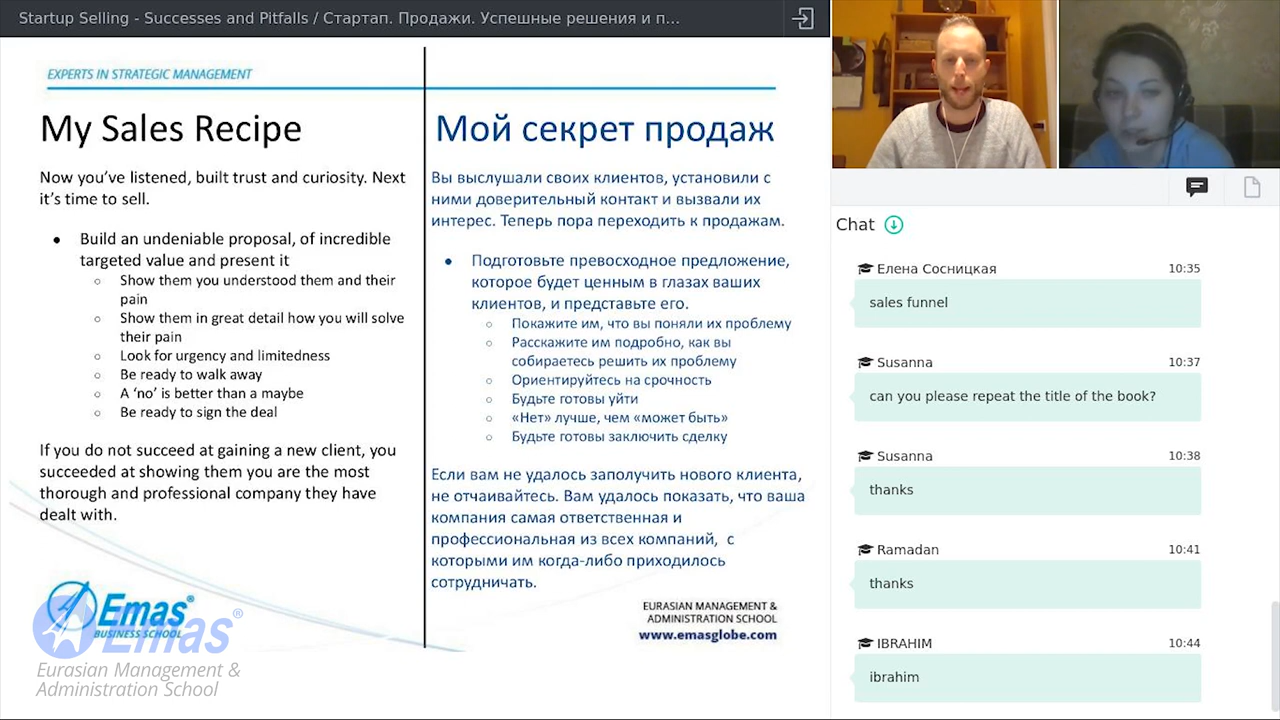 Startup Selling - Successes and Pitfalls / Стартап. Продажи. Успешные решения и п...
EXPERTS IN STRATEGIC MANAGEMENT
My Sales Recipe
Now you've listened, built trust and curiosity. Next
it's time to sell.
● Build an undeniable proposal, of incredible
targeted value and present it
○ Show them you understood them and their
pain
○ Show them in great detail how you will solve
their pain
○ Look for urgency and limitedness
○ Be ready to walk away
○ A 'no' is better than a maybe
○ Be ready to sign the deal
If you do not succeed at gaining a new client, you
succeeded at showing them you are the most
thorough and professional company they have
dealt with.
Мой секрет продаж
Вы выслушали своих клиентов, установили с
ними доверительный контакт и вызвали их
интерес. Теперь пора переходить к продажам.
● Подготовьте превосходное предложение,
которое будет ценным в глазах ваших
клиентов, и представьте его.
○ Покажите им, что вы поняли их проблему
○ Расскажите им подробно, как вы
собираетесь решить их проблему
○ Ориентируйтесь на срочность
○ Будьте готовы уйти
○ «Нет» лучше, чем «может быть»
○ Будьте готовы заключить сделку
Если вам не удалось заполучить нового клиента,
не отчаивайтесь. Вам удалось показать, что ваша
компания самая ответственная и
профессиональная из всех компаний, с
которыми им когда-либо приходилось
сотрудничать.
Emas®
BUSINESS SCHOOL
Emas®
Eurasian Management &
Administration School
EURASIAN MANAGEMENT &
ADMINISTRATION SCHOOL
www.emasglobe.com
Chat
Елена Сосницкая 10:35
sales funnel
Susanna 10:37
can you please repeat the title of the book?
Susanna 10:38
thanks
Ramadan 10:41
thanks
IBRAHIM 10:44
ibrahim